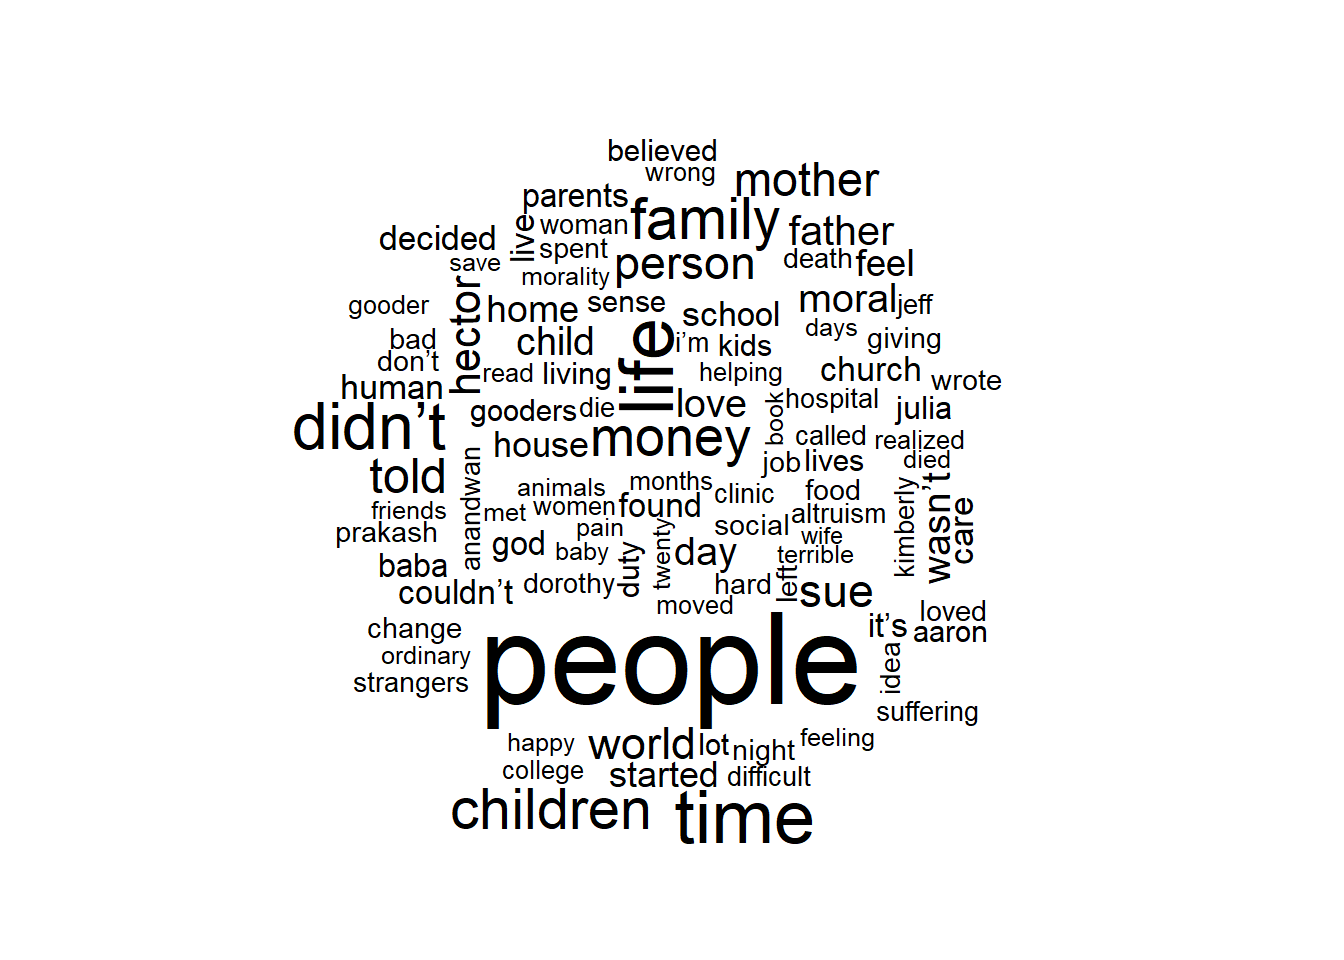 believed
wrong
mother
parents
family
woman
live
father
decided
spent
person
death
feel
save
morality
hector
home
sense
moral
jeff
gooder
school
days
child
life
i’m
kids
giving
bad
don’t
read
living
helping
church
wrote
human
didn’t
gooders
die
love
book
hospital
julia
house
money
called
realized
told
anandwan
job
lives
died
wasn’t
animals
months
clinic
food
care
friends
met
women
found
altruism
kimberly
prakash
pain
social
wife
god
baby
twenty
day
terrible
baba
duty
couldn’t
dorothy
hard
left
sue
moved
loved
change
people
it’s
aaron
ordinary
idea
strangers
suffering
happy
world
lot
night
feeling
college
started
difficult
children
time